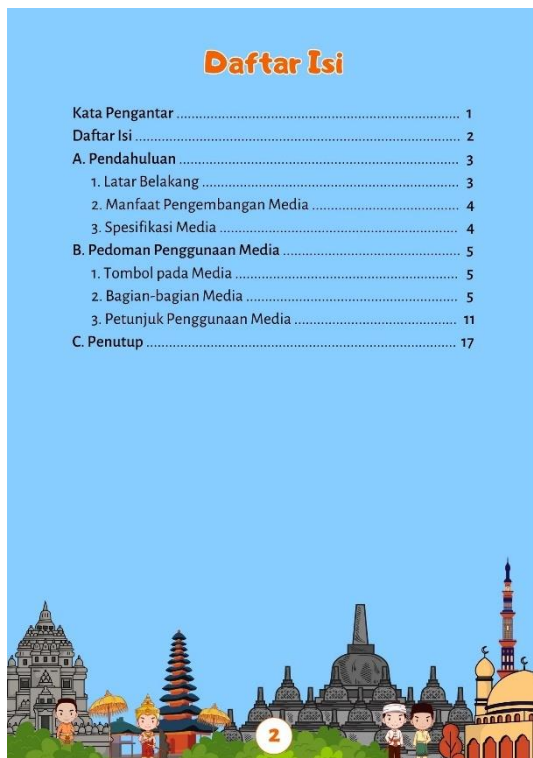 Daftar Isi
Kata Pengantar ........................................................................ 1
Daftar Isi .................................................................................. 2
A. Pendahuluan ....................................................................... 3
1. Latar Belakang ................................................................. 3
2. Manfaat Pengembangan Media ..................................... 4
3. Spesifikasi Media ............................................................. 4
B. Pedoman Penggunaan Media ............................................. 5
1. Tombol pada Media ......................................................... 5
2. Bagian-bagian Media ...................................................... 5
3. Petunjuk Penggunaan Media ......................................... 11
C. Penutup ............................................................................... 17
2